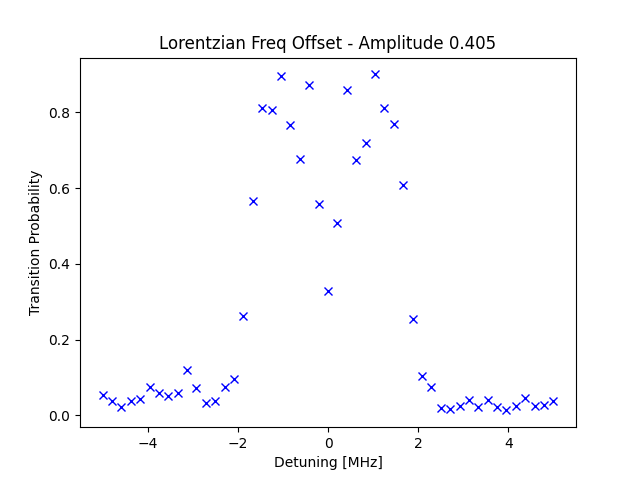 Lorentzian Freq Offset - Amplitude 0.405
Transition Probability
0.8
0.6
0.4
0.2
0.0
−4 −2 0 2 4
Detuning [MHz]